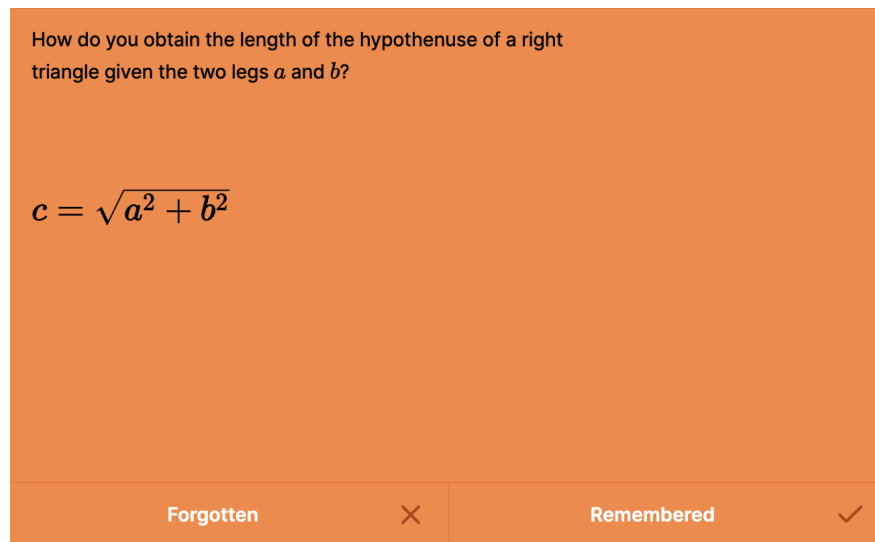 How do you obtain the length of the hypothenuse of a right
triangle given the two legs a and b?
c = √(a² + b²)
Forgotten
Remembered